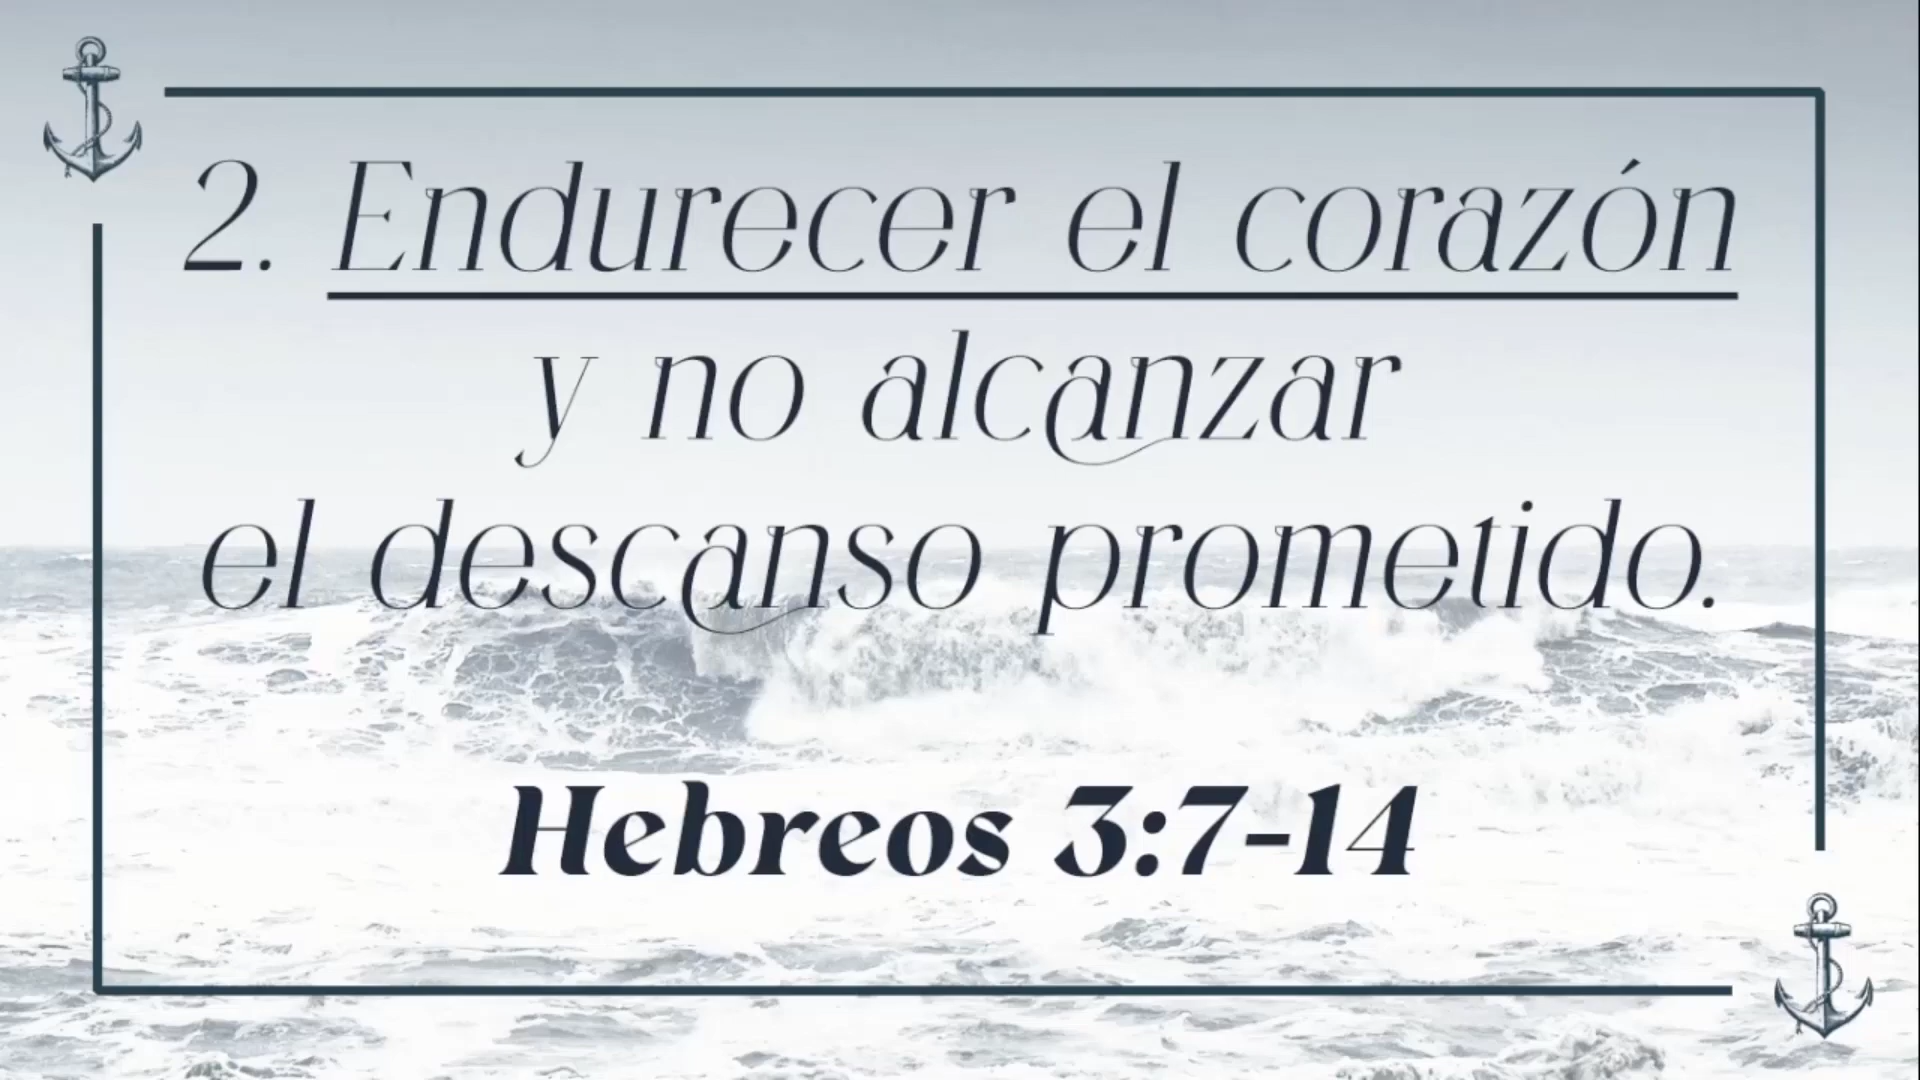 2. Endurecer el corazón
y no alcanzar
el descanso prometido.
Hebreos 3:7-14